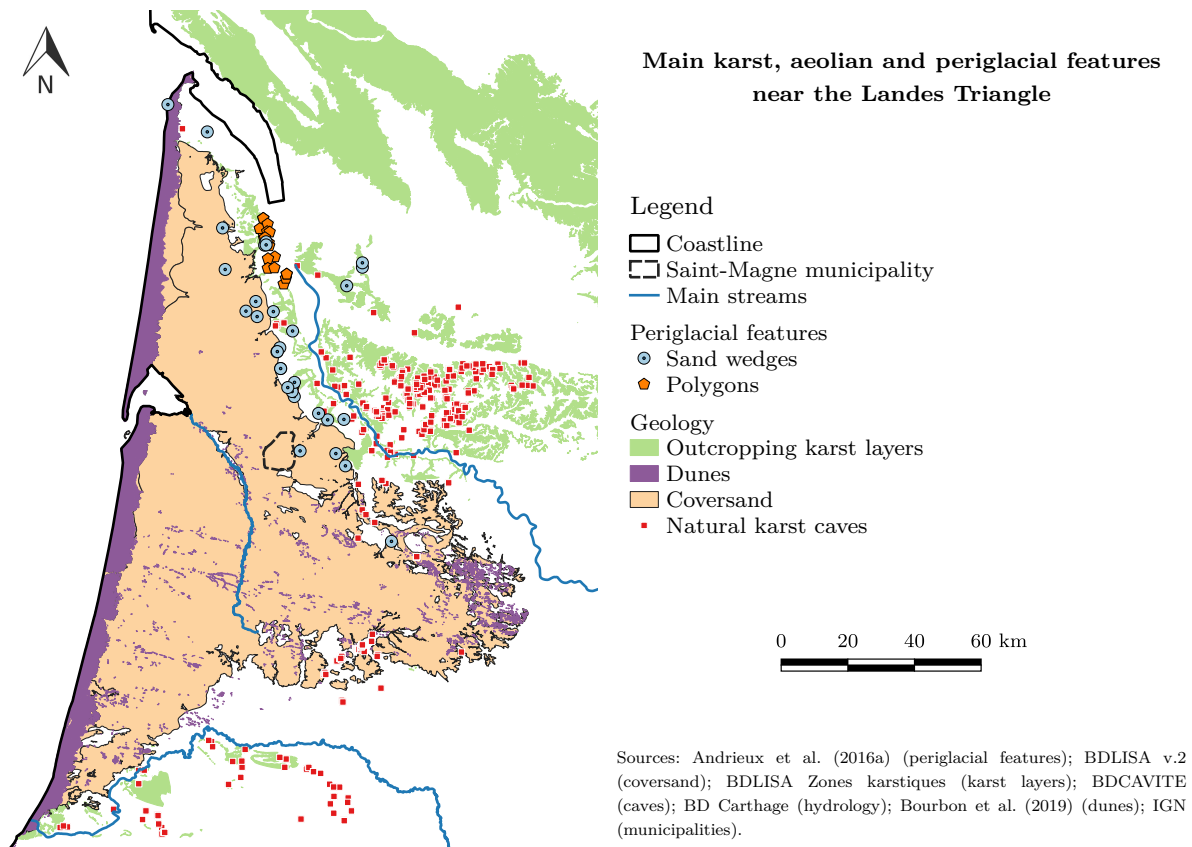 N
Main karst, aeolian and periglacial features
near the Landes Triangle
Legend
Coastline
Saint-Magne municipality
Main streams
Periglacial features
Sand wedges
Polygons
Geology
Outcropping karst layers
Dunes
Coversand
Natural karst caves
0 20 40 60 km
Sources: Andrieux et al. (2016a) (periglacial features); BDLISA v.2
(coversand); BDLISA Zones karstiques (karst layers); BDCAVITE
(caves); BD Carthage (hydrology); Bourbon et al. (2019) (dunes); IGN
(municipalities).